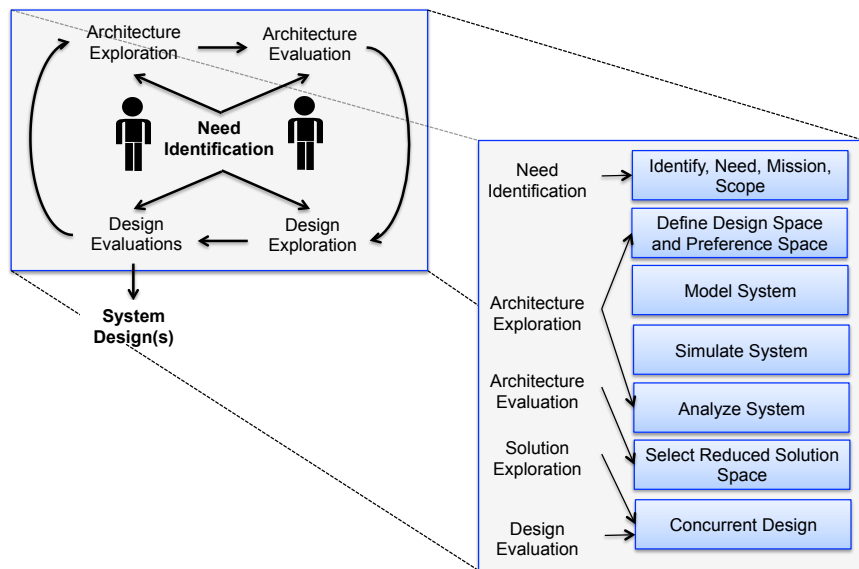 Architecture
Exploration
Architecture
Evaluation
Need
Identification
Design
Evaluations
Design
Exploration
System
Design(s)
Need
Identification
Identify, Need, Mission,
Scope
Define Design Space
and Preference Space
Model System
Architecture
Exploration
Simulate System
Architecture
Evaluation
Analyze System
Solution
Exploration
Select Reduced Solution
Space
Design
Evaluation
Concurrent Design